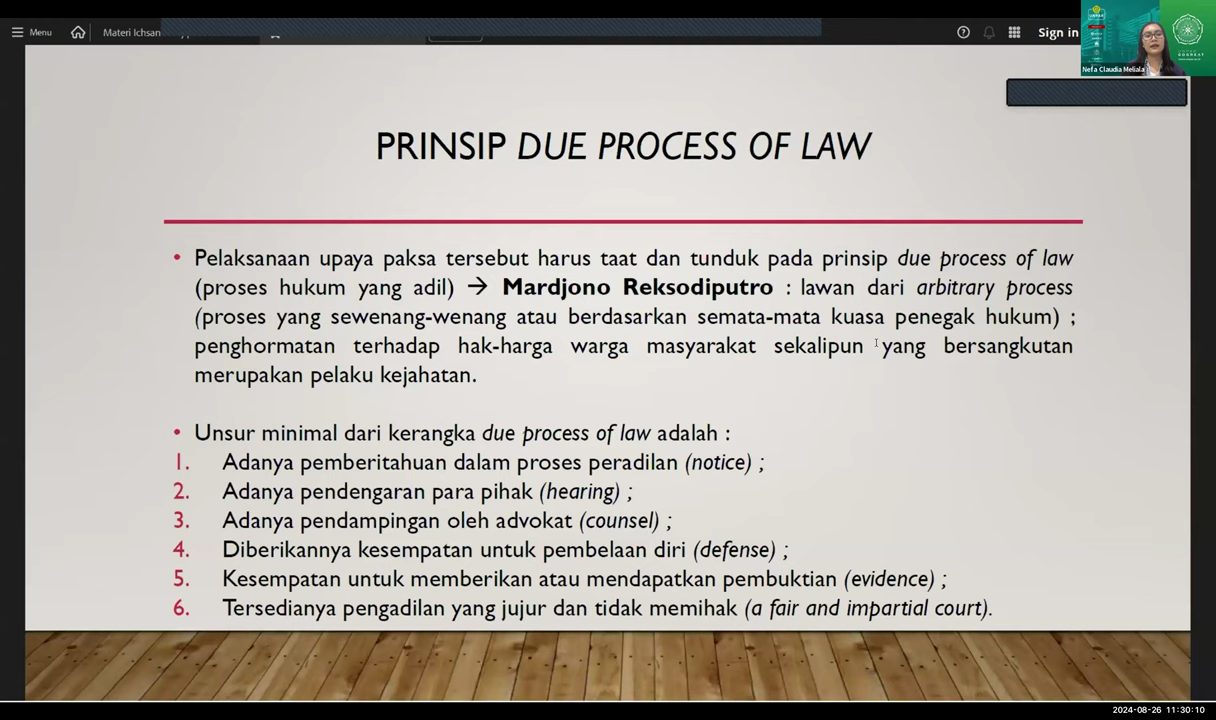 Menu
Materi Ichsan
Sign in
Nefa Claudia Meliala
PRINSIP DUE PROCESS OF LAW
• Pelaksanaan upaya paksa tersebut harus taat dan tunduk pada prinsip due process of law
(proses hukum yang adil) → Mardjono Reksodiputro : lawan dari arbitrary process
(proses yang sewenang-wenang atau berdasarkan semata-mata kuasa penegak hukum) ;
penghormatan terhadap hak-harga warga masyarakat sekalipun yang bersangkutan
merupakan pelaku kejahatan.
• Unsur minimal dari kerangka due process of law adalah :
1. Adanya pemberitahuan dalam proses peradilan (notice) ;
2. Adanya pendengaran para pihak (hearing) ;
3. Adanya pendampingan oleh advokat (counsel) ;
4. Diberikannya kesempatan untuk pembelaan diri (defense) ;
5. Kesempatan untuk memberikan atau mendapatkan pembuktian (evidence) ;
6. Tersedianya pengadilan yang jujur dan tidak memihak (a fair and impartial court).
2024-08-26 11:30:10